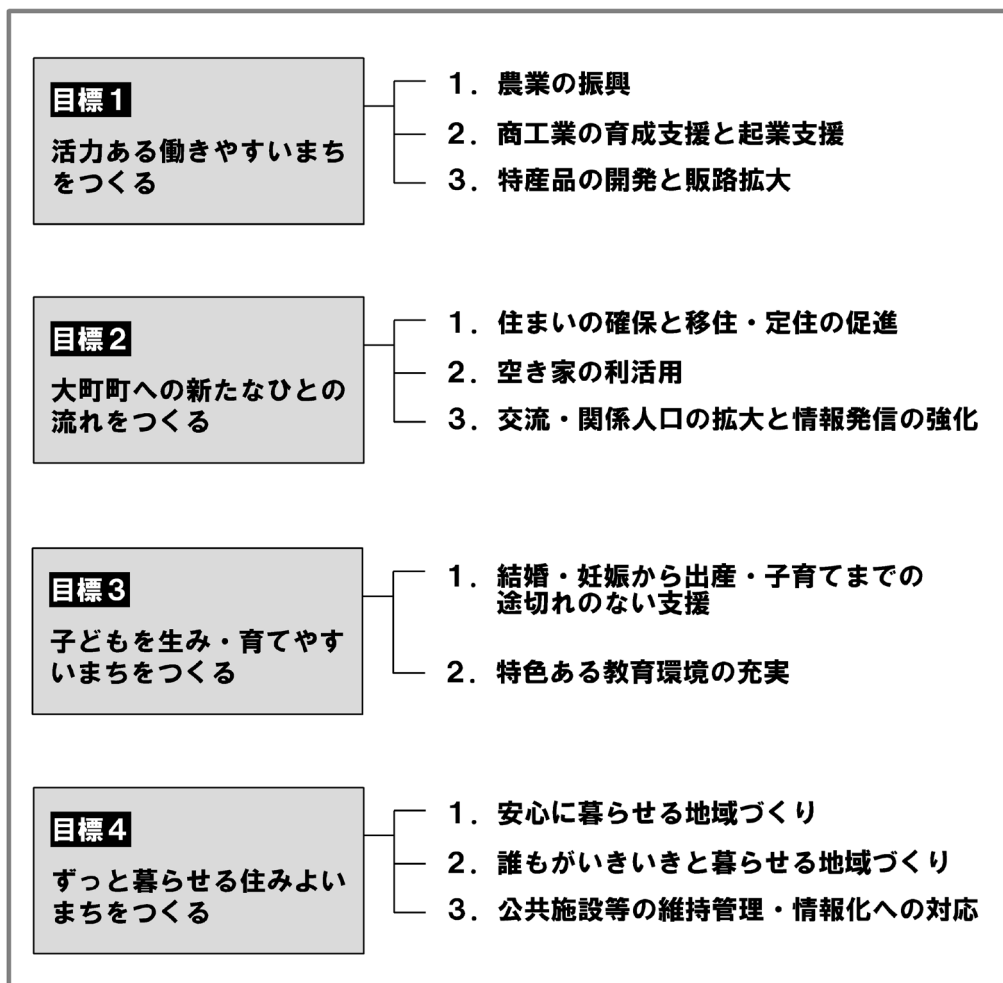 目標1
活力ある働きやすいまち
をつくる
1. 農業の振興
2. 商工業の育成支援と起業支援
3. 特産品の開発と販路拡大
目標2
大町町への新たなひとの
流れをつくる
1. 住まいの確保と移住・定住の促進
2. 空き家の利活用
3. 交流・関係人口の拡大と情報発信の強化
目標3
子どもを生み・育てやす
いまちをつくる
1. 結婚・妊娠から出産・子育てまでの
途切れのない支援
2. 特色ある教育環境の充実
目標4
ずっと暮らせる住みよい
まちをつくる
1. 安心に暮らせる地域づくり
2. 誰もがいきいきと暮らせる地域づくり
3. 公共施設等の維持管理・情報化への対応